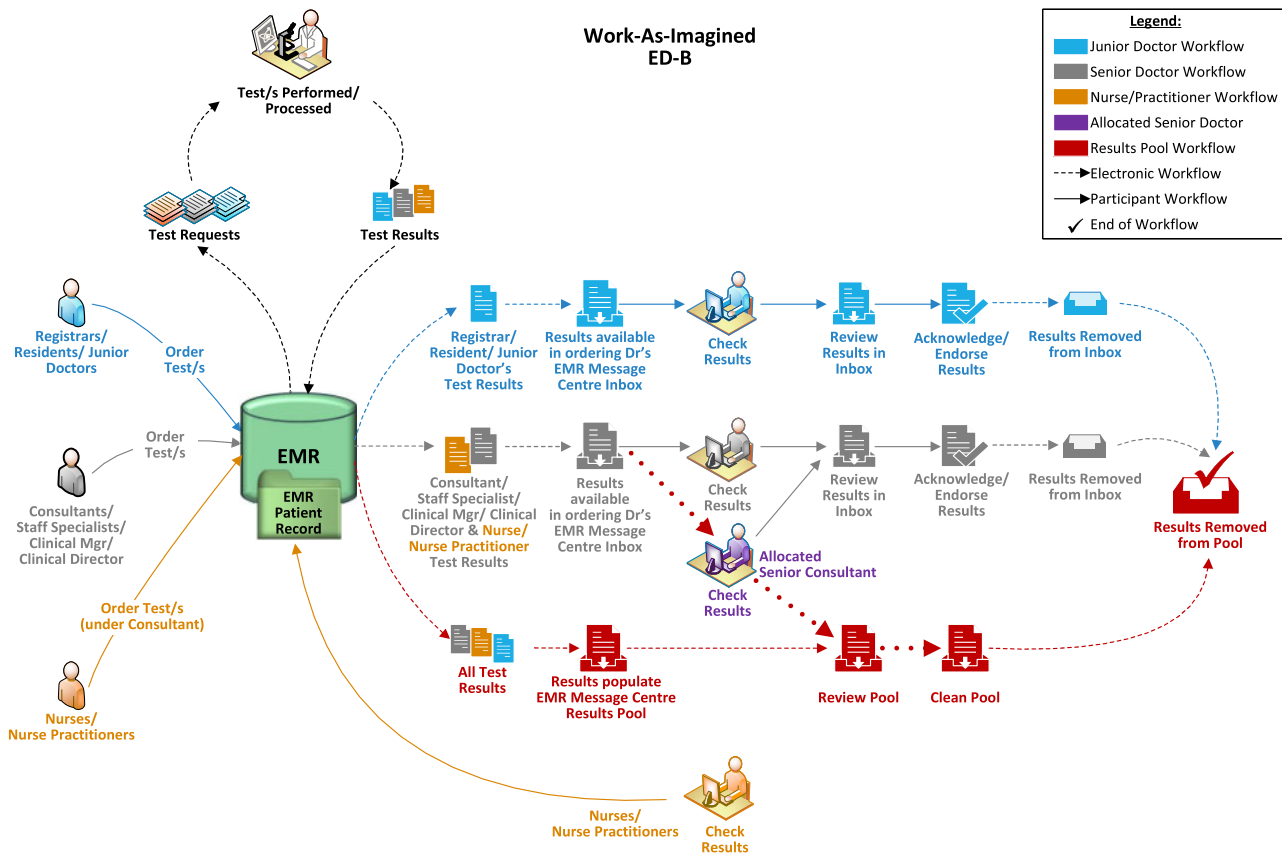 Work-As-Imagined
ED-B
Legend:
Junior Doctor Workflow
Senior Doctor Workflow
Nurse/Practitioner Workflow
Allocated Senior Doctor
Results Pool Workflow
Electronic Workflow
Participant Workflow
End of Workflow
Test/s Performed/
Processed
Test Requests
Test Results
Registrars/
Residents/ Junior
Doctors
Order
Test/s
Registrar/
Resident/ Junior
Doctor's
Test Results
Results available
in ordering Dr's
EMR Message
Centre Inbox
Check
Results
Review
Results in
Inbox
Acknowledge/
Endorse
Results
Results Removed
from Inbox
Consultants/
Staff Specialists/
Clinical Mgr/
Clinical Director
Order
Test/s
EMR
EMR
Patient
Record
Consultant/
Staff Specialist/
Clinical Mgr/ Clinical
Director & Nurse/
Nurse Practitioner
Test Results
Results
available
in ordering Dr's
EMR Message
Centre Inbox
Check
Results
Review
Results in
Inbox
Acknowledge/
Endorse
Results
Results Removed
from Inbox
Results Removed
from Pool
Allocated
Senior Consultant
Check
Results
Order Test/s
(under Consultant)
Nurses/
Nurse Practitioners
All Test
Results
Results populate
EMR Message Centre
Results Pool
Review Pool
Clean Pool
Nurses/
Nurse Practitioners
Check
Results